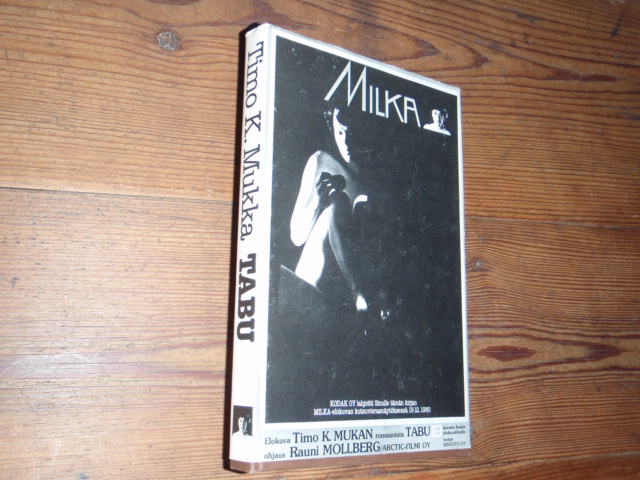 Timo K. Mukka TABU
MILKA
KODAK OY lahjoitti Sinulle tämän kirjan
MILKA-elokuvan kutsuvierasnäytöksessä 19.12. 1980
Elokuva Timo K. MUKAN romaanista TABU
ohjaus Rauni MOLLBERG/ARCTIC-FILMI OY